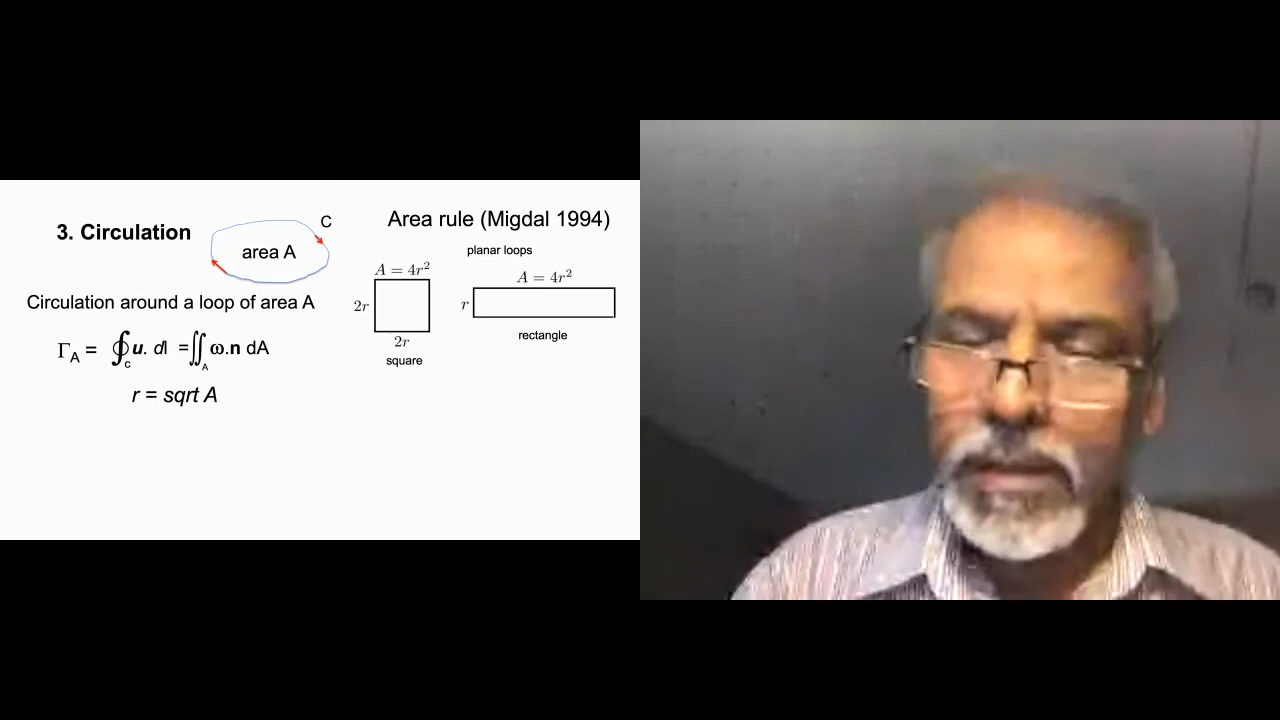 3. Circulation
C
area A
Circulation around a loop of area A
Γ_A = ∮_c u. dl = ∬_A ω.n dA
r = sqrt A
Area rule (Migdal 1994)
planar loops
A = 4r²
2r
2r
square
A = 4r²
r
rectangle